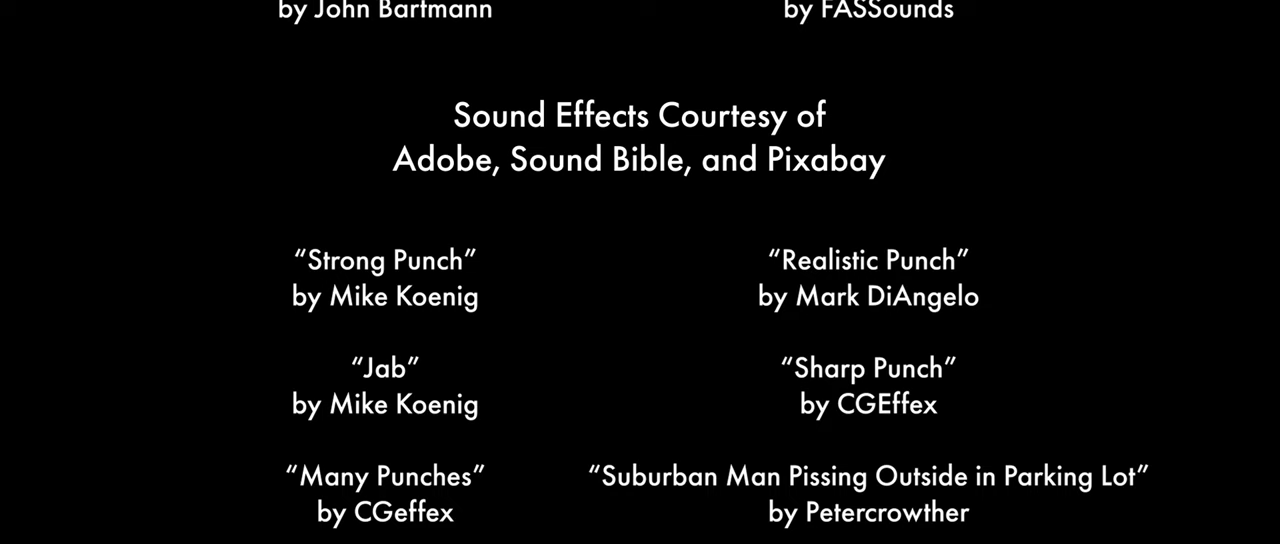 by John Bartmann
by FASSounds
Sound Effects Courtesy of
Adobe, Sound Bible, and Pixabay
“Strong Punch”
by Mike Koenig
“Realistic Punch”
by Mark DiAngelo
“Jab”
by Mike Koenig
“Sharp Punch”
by CGEffex
“Many Punches”
by CGeffex
“Suburban Man Pissing Outside in Parking Lot”
by Petercrowther